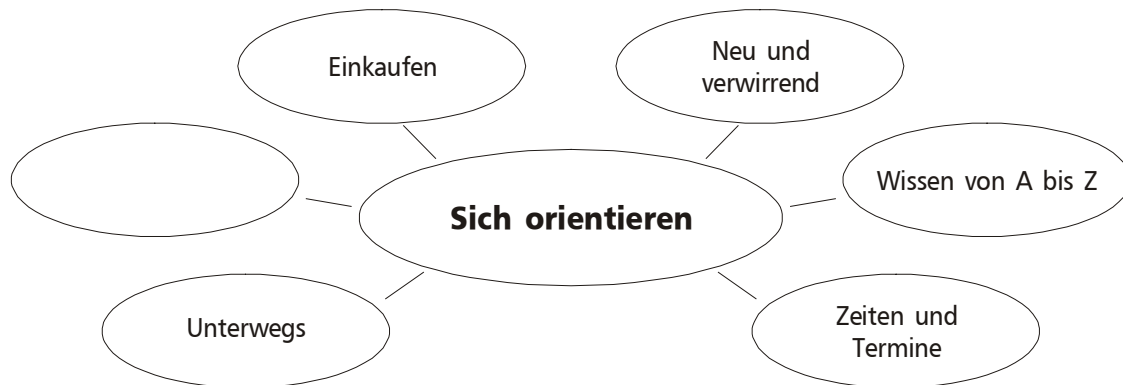 Einkaufen
Neu und
verwirrend
Wissen von A bis Z
Sich orientieren
Unterwegs
Zeiten und
Termine